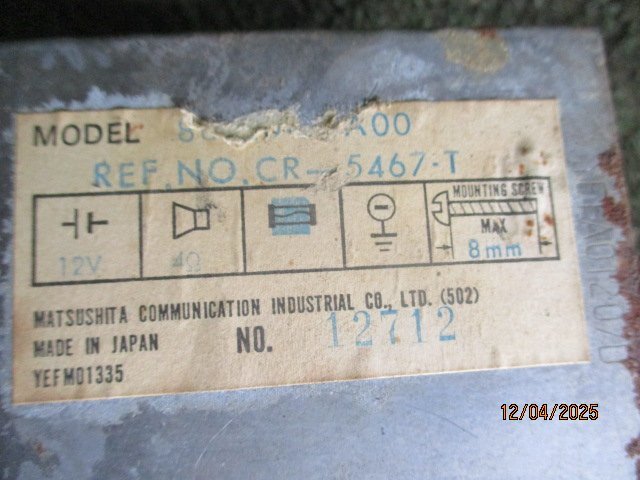 MODEL A00
REF.NO.CR- 5467-T
MOUNTING SCREW
MAX
12V 4Ω 8mm
MATSUSHITA COMMUNICATION INDUSTRIAL CO., LTD. (502)
MADE IN JAPAN NO. 12712
YEFM01335
12/04/2025